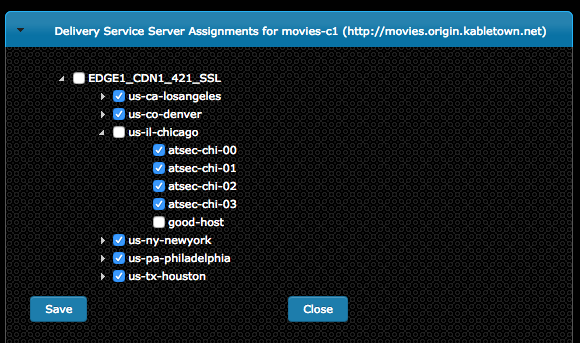 Delivery Service Server Assignments for movies-c1 (http://movies.origin.kabletown.net)
EDGE1_CDN1_421_SSL
us-ca-losangeles
us-co-denver
us-il-chicago
atsec-chi-00
atsec-chi-01
atsec-chi-02
atsec-chi-03
good-host
us-ny-newyork
us-pa-philadelphia
us-tx-houston
Save Close